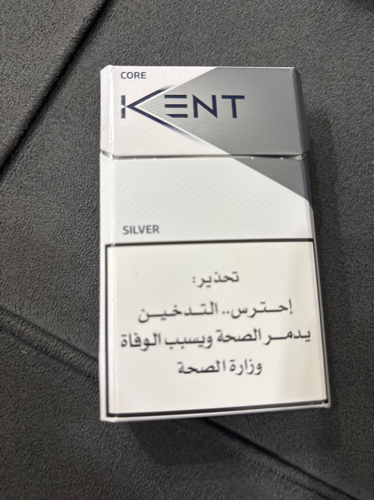 CORE
KENT
SILVER
تحذير:
إحترس.. التدخين
يدمر الصحة ويسبب الوفاة
وزارة الصحة